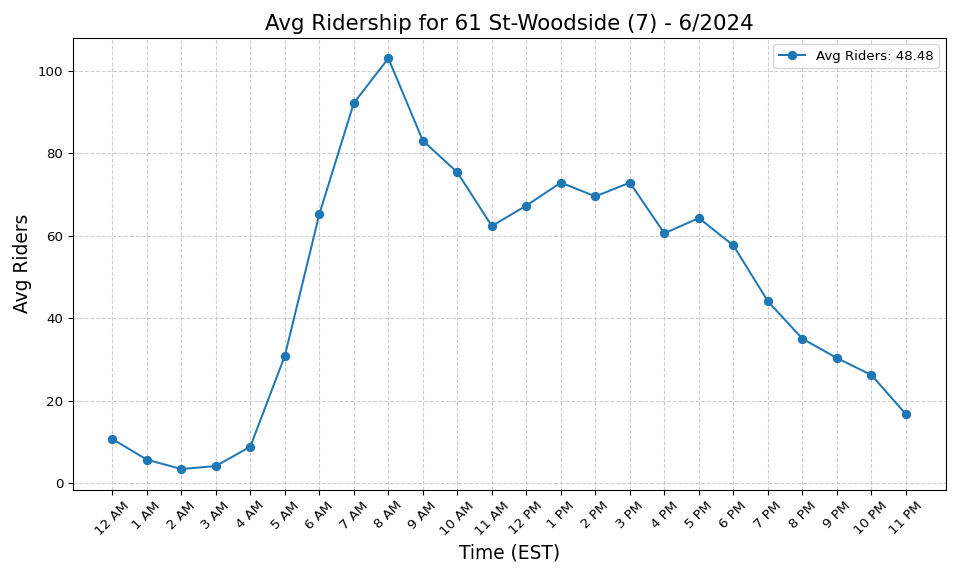 Avg Ridership for 61 St-Woodside (7) - 6/2024
Avg Riders: 48.48
Avg Riders
100
80
60
40
20
0
12 AM
1 AM
2 AM
3 AM
4 AM
5 AM
6 AM
7 AM
8 AM
9 AM
10 AM
11 AM
12 PM
1 PM
2 PM
3 PM
4 PM
5 PM
6 PM
7 PM
8 PM
9 PM
10 PM
11 PM
Time (EST)